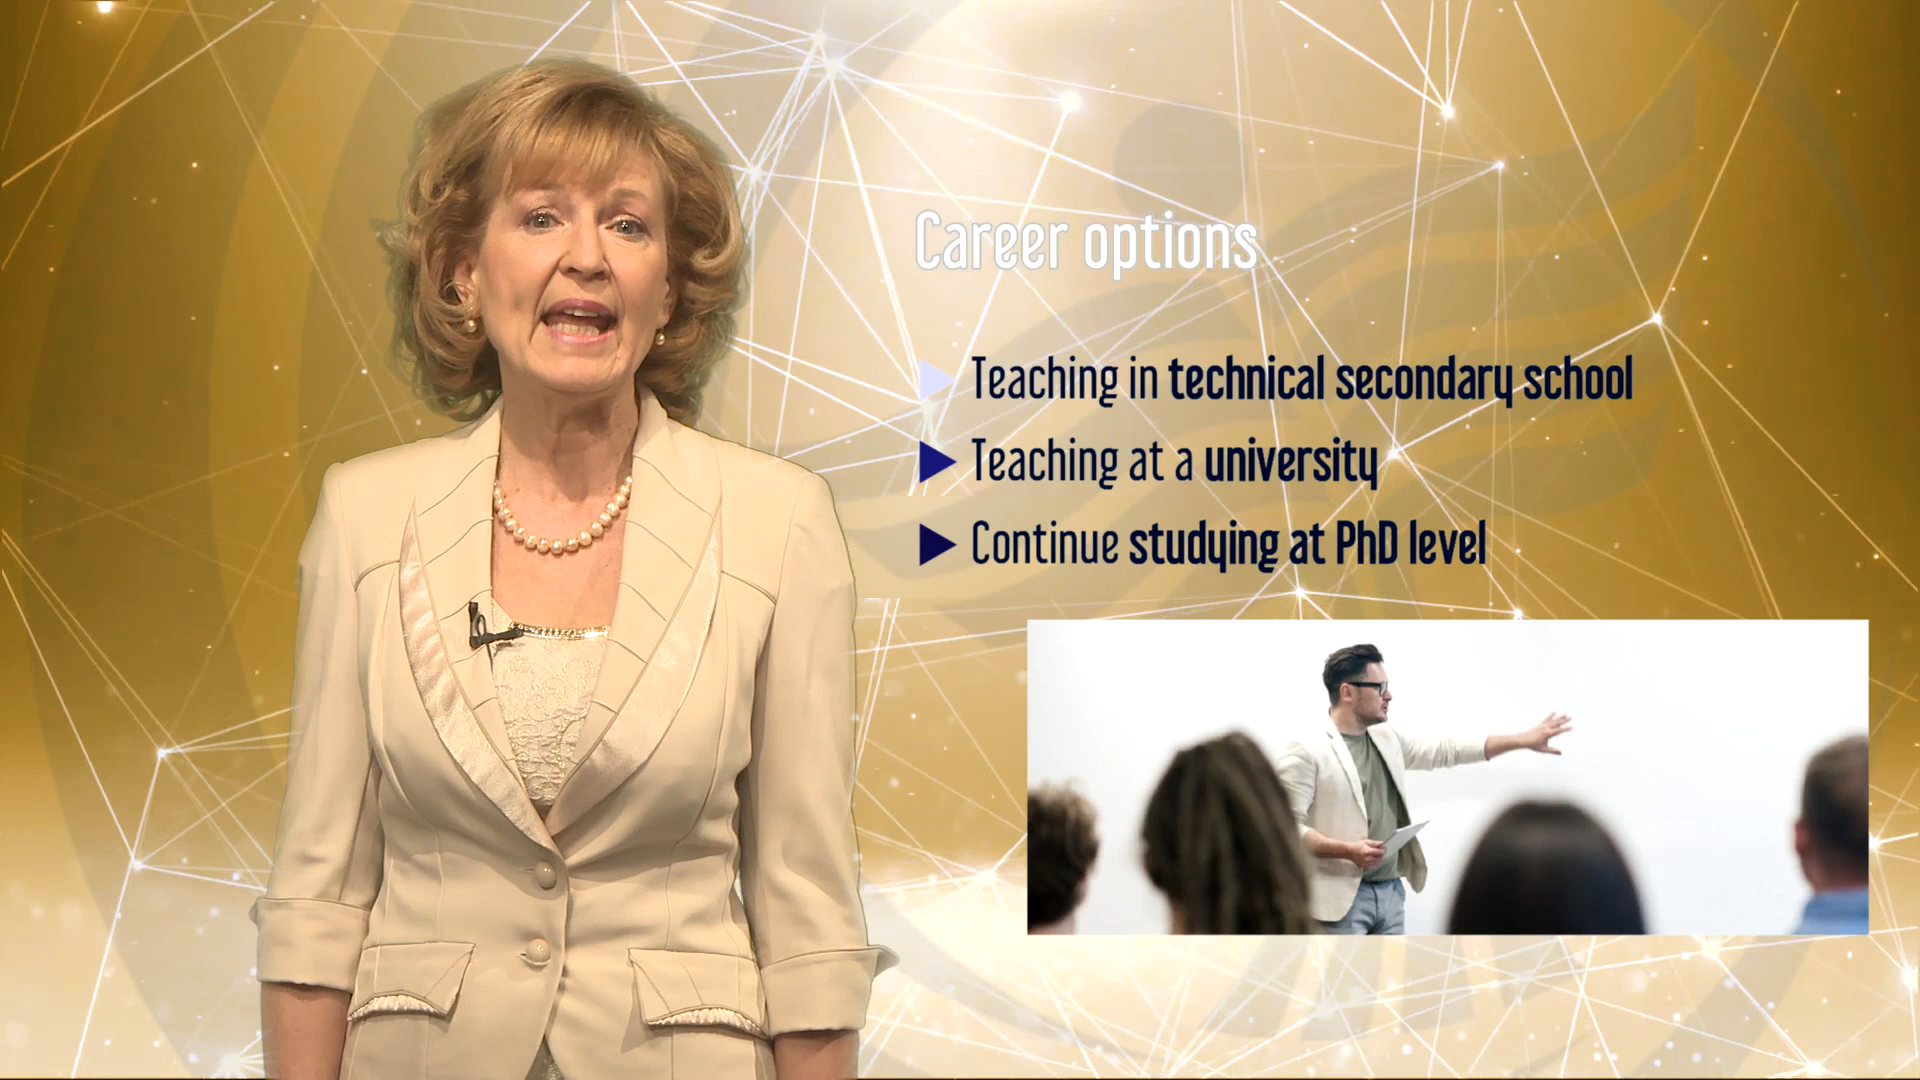 Career options
Teaching in technical secondary school
Teaching at a university
Continue studying at PhD level